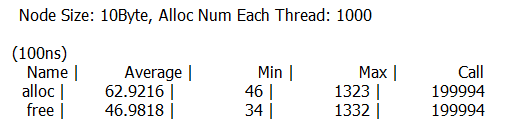 Node Size: 10Byte, Alloc Num Each Thread: 1000
(100ns)
Name | Average | Min | Max | Call
alloc | 62.9216 | 46 | 1323 | 199994
free | 46.9818 | 34 | 1332 | 199994